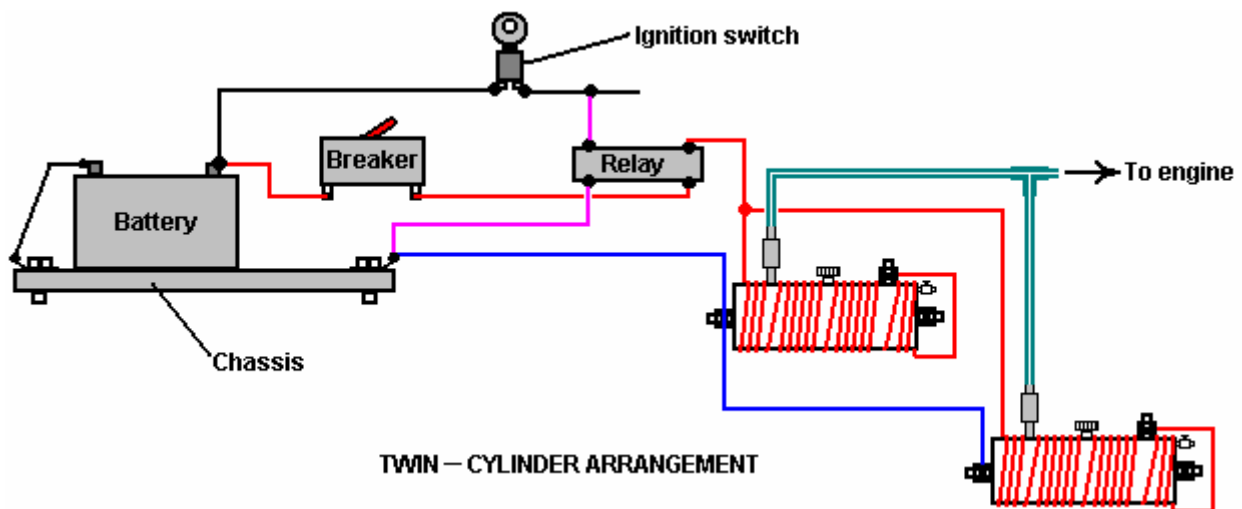 Ignition switch
Breaker
Relay
To engine
Battery
Chassis
TWIN – CYLINDER ARRANGEMENT